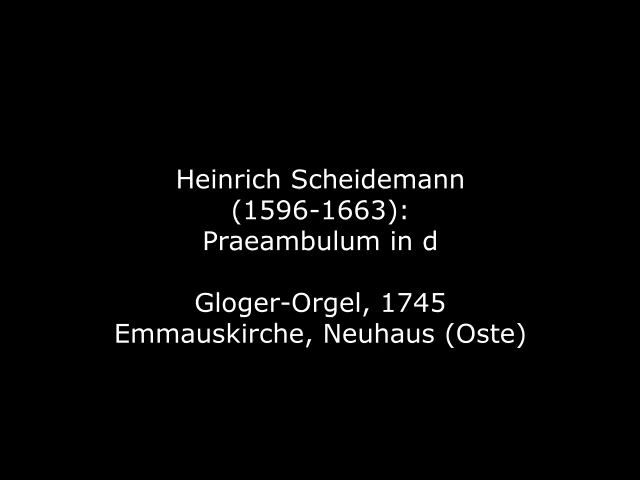 Heinrich Scheidemann
(1596-1663):
Praeambulum in d
Gloger-Orgel, 1745
Emmauskirche, Neuhaus (Oste)